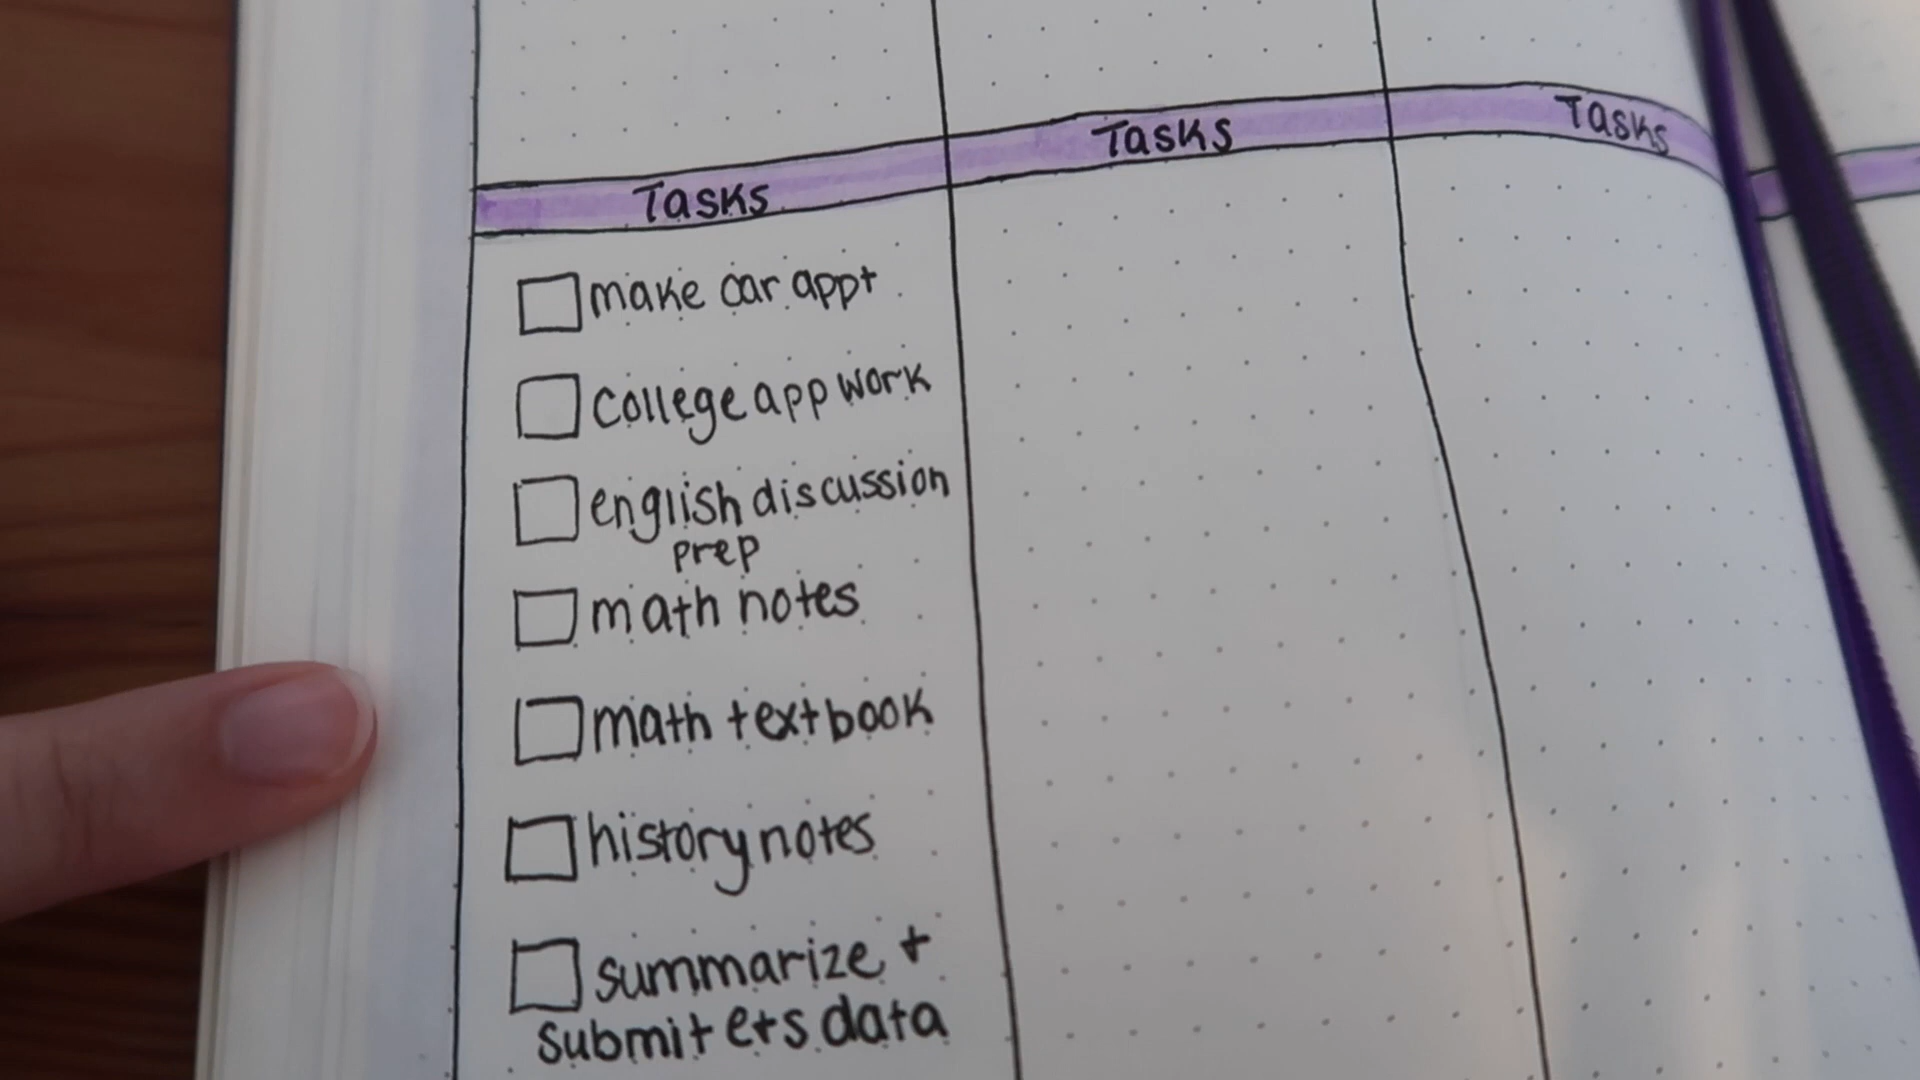 Tasks
Tasks
Tasks
make car appt
college app work
english discussion
prep
math notes
math textbook
history notes
summarize +
submit ers data